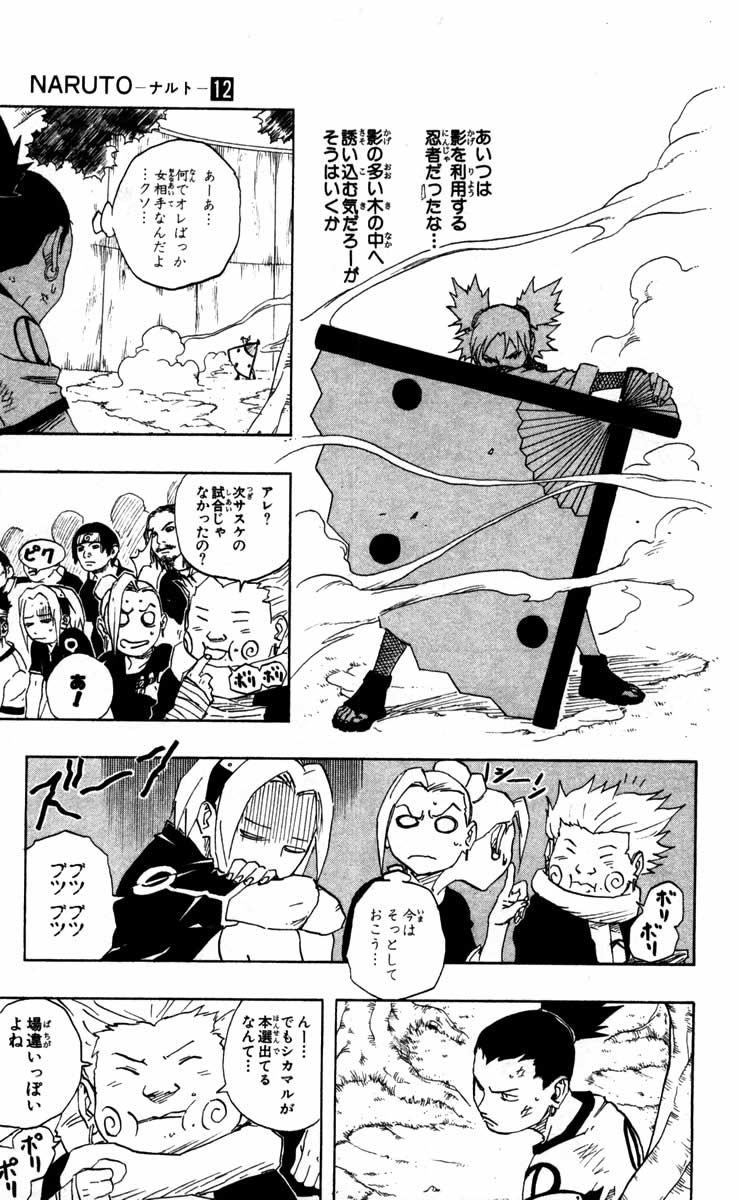 NARUTO―ナルト―12
あいつは
影を利用する
忍者だったな…
影の多い木の中へ
誘い込む気だろーが
そうはいくか
あーあ…
何でオレばっか
女相手なんだよ
…クソ…
アレ?
次サスケの
試合じゃ
なかったの?
ピク
あー!
ボリ
ボリ
シーン
ボリ
ボリ
今は
そっとして
おこう…
ズーン
ブツブツ
ブツブツ
んー…
でもシカマルが
本選出てる
なんて…
場違いっぽい
よね
ポリ
ポリ